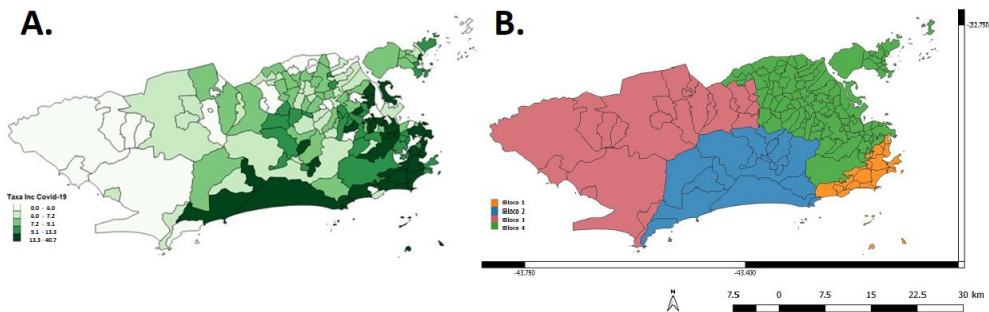 A.
B.
-22.750
Taxa Inc Covid-19
0.0 - 6.0
6.0 - 7.2
7.2 - 9.1
9.1 - 13.3
13.3 - 40.7
Bloco 1
Bloco 2
Bloco 3
Bloco 4
-43.750
-43.400
N
7.5 0 7.5 15 22.5 30 km